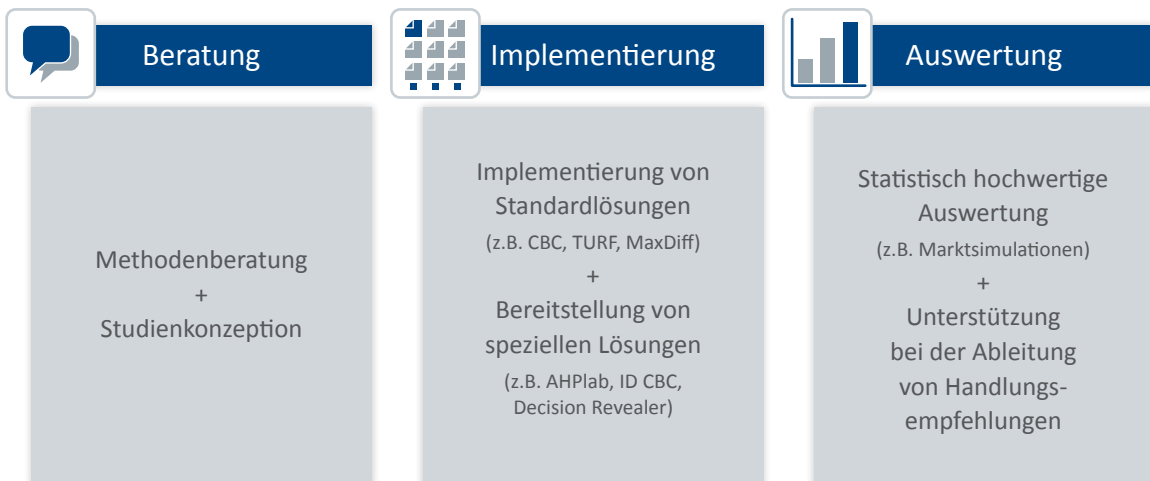 Beratung
Methodenberatung
+
Studienkonzeption
Implementierung
Implementierung von
Standardlösungen
(z.B. CBC, TURF, MaxDiff)
+
Bereitstellung von
speziellen Lösungen
(z.B. AHPlab, ID CBC,
Decision Revealer)
Auswertung
Statistisch hochwertige
Auswertung
(z.B. Marktsimulationen)
+
Unterstützung
bei der Ableitung
von Handlungs-
empfehlungen